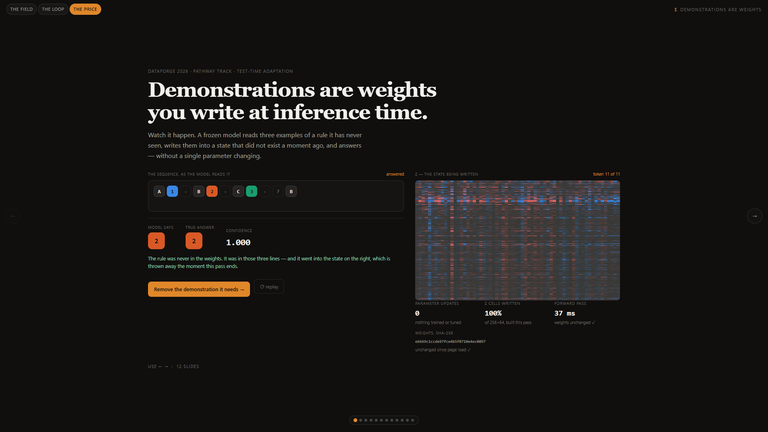 THE FIELD
THE LOOP
THE PRICE
Σ DEMONSTRATIONS ARE WEIGHTS
DATAFORGE 2026 · PATHWAY TRACK · TEST-TIME ADAPTATION
Demonstrations are weights
you write at inference time.
Watch it happen. A frozen model reads three examples of a rule it has never
seen, writes them into a state that did not exist a moment ago, and answers
— without a single parameter changing.
THE SEQUENCE, AS THE MODEL READS IT
answered
A 1 · B 2 · C 3 · ? B
MODEL SAYS
2
TRUE ANSWER
2
CONFIDENCE
1.000
The rule was never in the weights. It was in those three lines — and it went into the state on the right, which is
thrown away the moment this pass ends.
Remove the demonstration it needs →
replay
Σ — THE STATE BEING WRITTEN
token 11 of 11
PARAMETER UPDATES
0
nothing trained or tuned
Σ CELLS WRITTEN
100%
of 256×64, built this pass
FORWARD PASS
37 ms
weights unchanged ✓
WEIGHTS, SHA-256
unchanged since page load ✓
USE ← → · 13 SLIDES
←
→